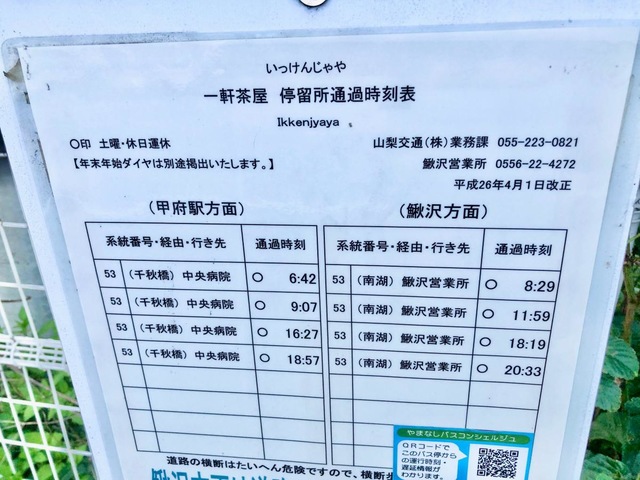 いっけんじゃや
一軒茶屋 停留所通過時刻表
Ikkenjyaya
〇印 土曜・休日運休
山梨交通(株)業務課 055-223-0821
【年末年始ダイヤは別途掲出いたします。】
鰍沢営業所 0556-22-4272
平成26年4月1日改正
(甲府駅方面)
系統番号・経由・行き先 通過時刻
53 (千秋橋) 中央病院 〇 6:42
53 (千秋橋) 中央病院 〇 9:07
53 (千秋橋) 中央病院 〇 16:27
53 (千秋橋) 中央病院 〇 18:57
(鰍沢方面)
系統番号・経由・行き先 通過時刻
53 (南湖) 鰍沢営業所 〇 8:29
53 (南湖) 鰍沢営業所 〇 11:59
53 (南湖) 鰍沢営業所 〇 18:19
53 (南湖) 鰍沢営業所 〇 20:33
道路の横断はたいへん危険ですので、横断歩
やまなしバスコンシェルジュ
QRコードで
このバス停から
の運行時刻・
遅延情報が
わかります。